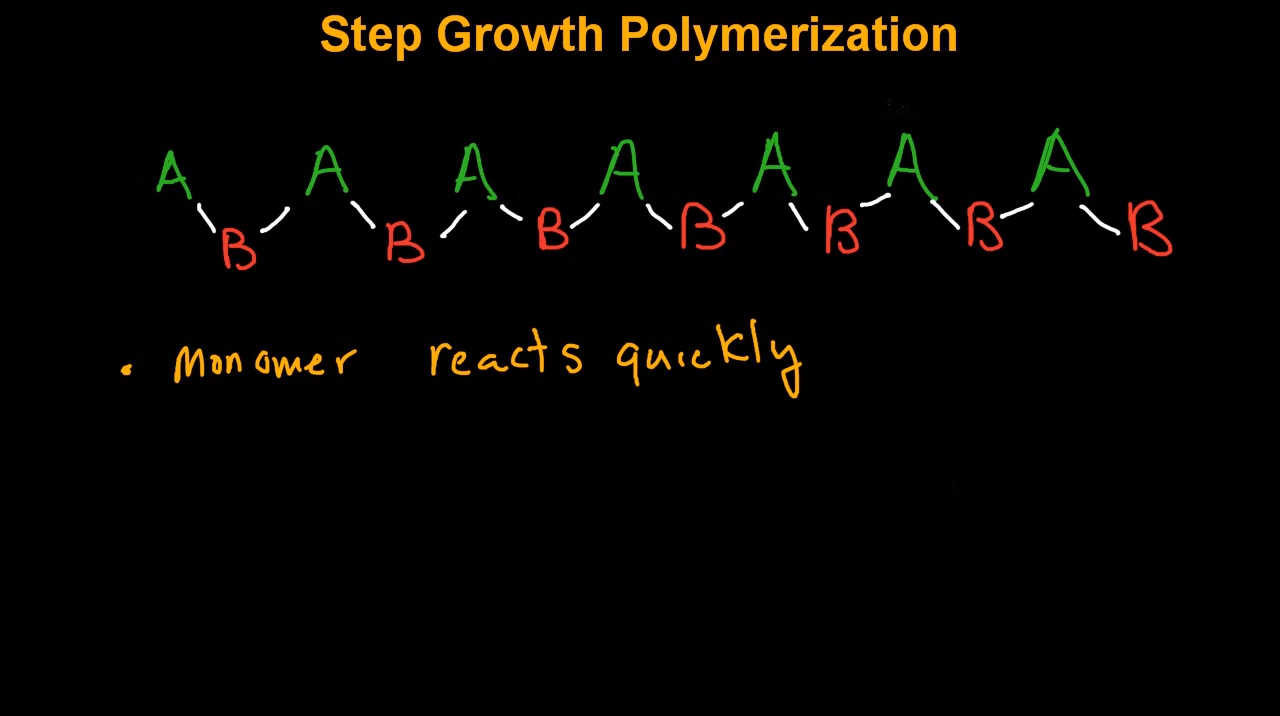 Step Growth Polymerization
A A A A A A A
B B B B B B B
• Monomer reacts quickly